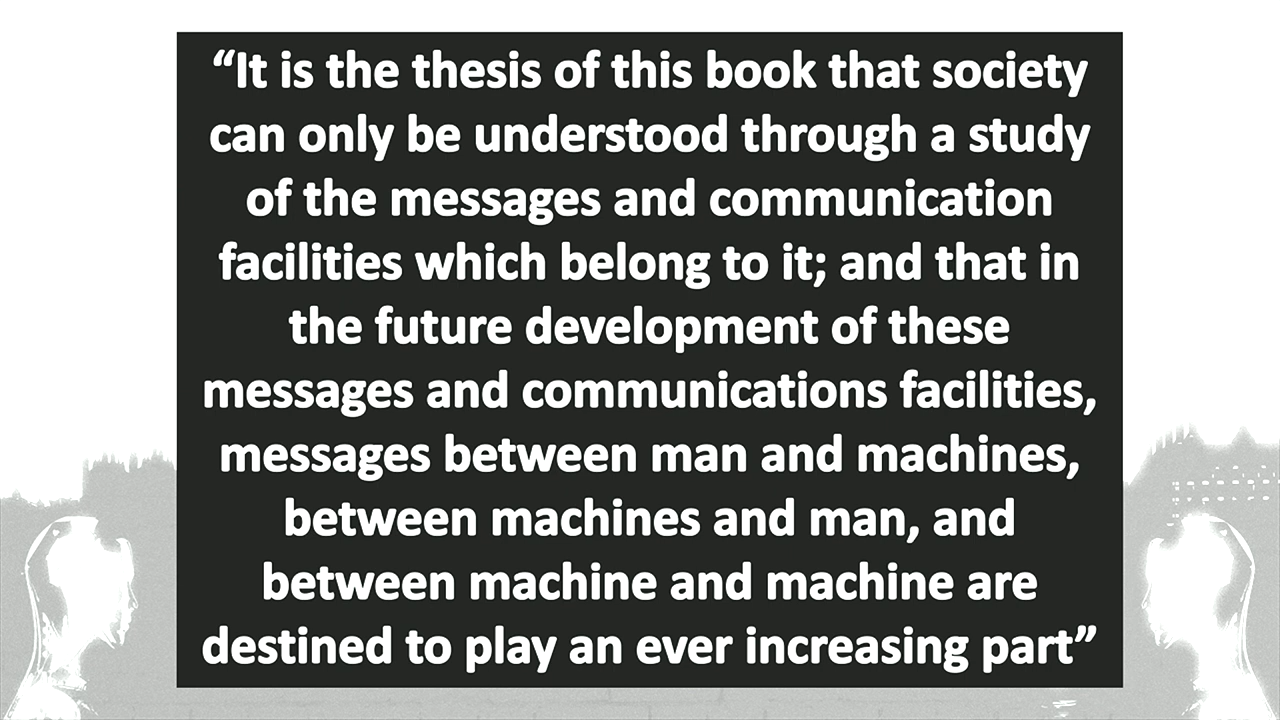 “It is the thesis of this book that society
can only be understood through a study
of the messages and communication
facilities which belong to it; and that in
the future development of these
messages and communications facilities,
messages between man and machines,
between machines and man, and
between machine and machine are
destined to play an ever increasing part”